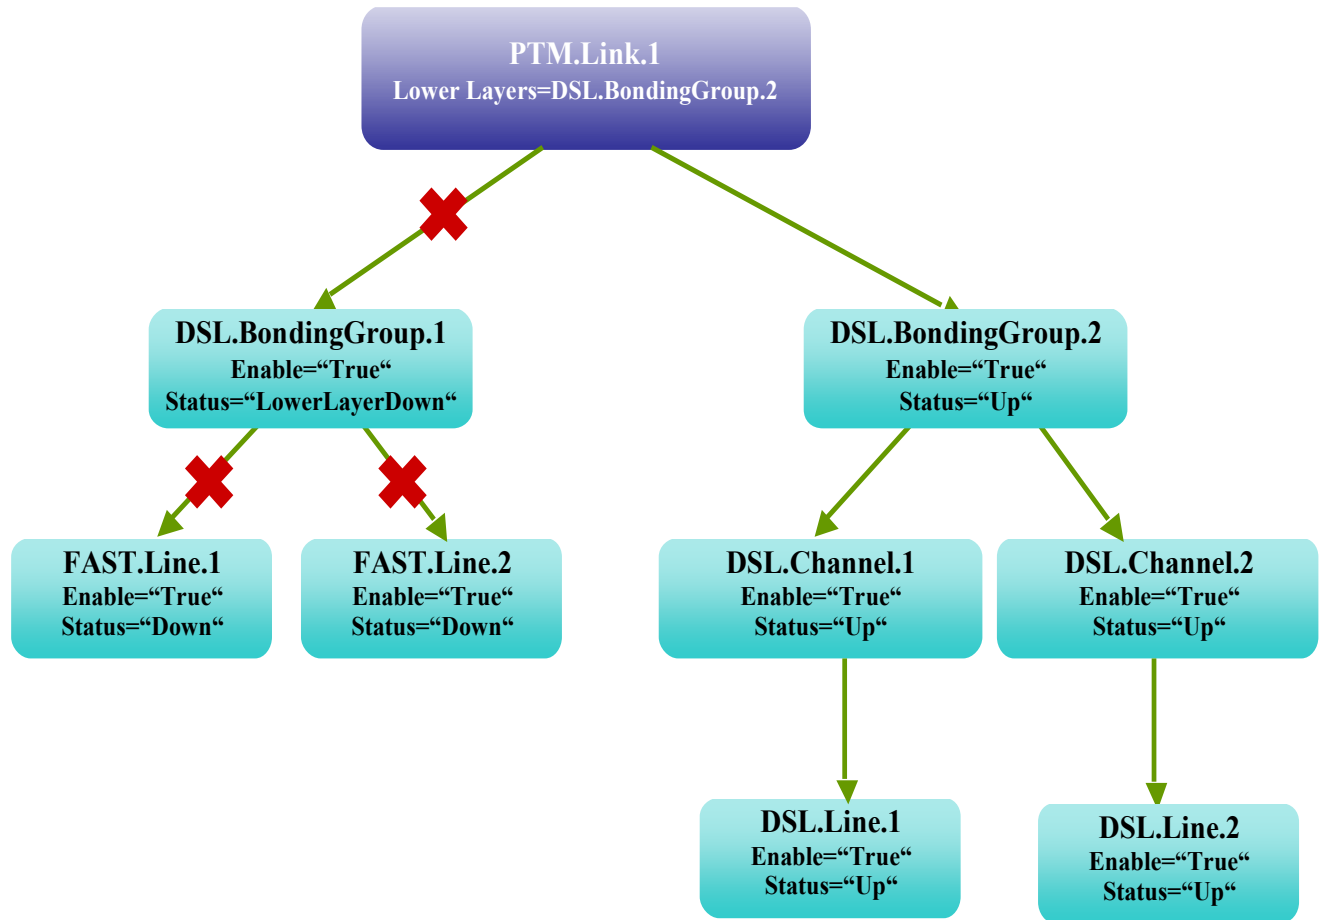 PTM.Link.1
Lower Layers=DSL.BondingGroup.2
DSL.BondingGroup.1
Enable=“True“
Status=“LowerLayerDown“
DSL.BondingGroup.2
Enable=“True“
Status=“Up“
FAST.Line.1
Enable=“True“
Status=“Down“
FAST.Line.2
Enable=“True“
Status=“Down“
DSL.Channel.1
Enable=“True“
Status=“Up“
DSL.Channel.2
Enable=“True“
Status=“Up“
DSL.Line.1
Enable=“True“
Status=“Up“
DSL.Line.2
Enable=“True“
Status=“Up“